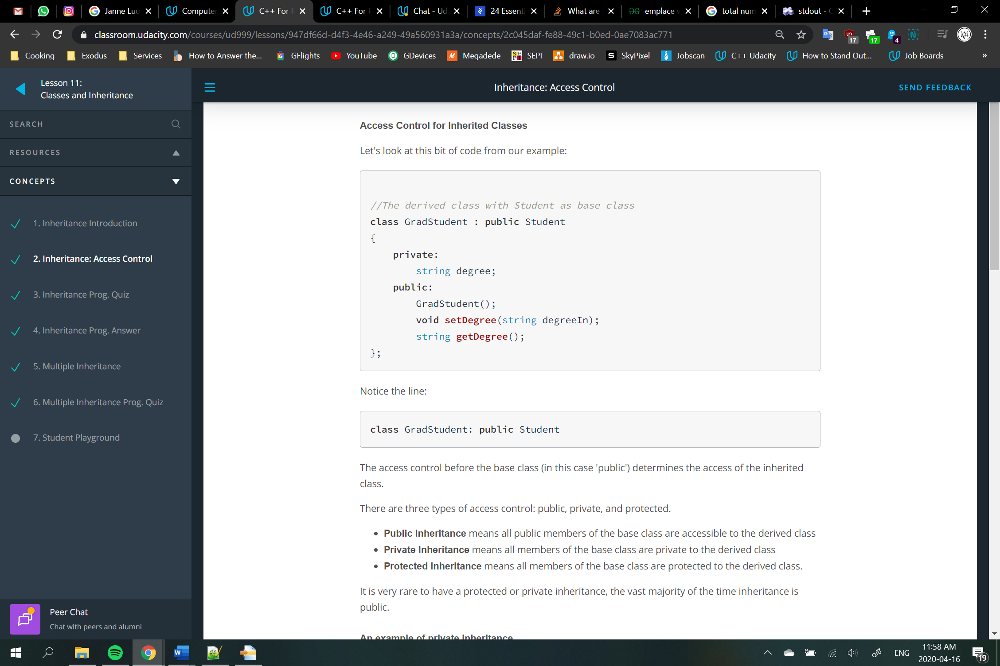 Janne Luu
Computer
C++ For P
C++ For P
Chat - Ud
24 Essenti
What are
emplace v
total num
stdout - C
classroom.udacity.com/courses/ud999/lessons/947df66d-d4f3-4e46-a249-49a560931a3a/concepts/2c045daf-fe88-49c1-b0ed-0ae7083ac771
17
17
4
Cooking
Exodus
Services
How to Answer the...
GFlights
YouTube
GDevices
Megadede
SEPI
draw.io
SkyPixel
Jobscan
C++ Udacity
How to Stand Out...
Job Boards
»
Lesson 11:
Classes and Inheritance
SEARCH
RESOURCES
CONCEPTS
1. Inheritance Introduction
2. Inheritance: Access Control
3. Inheritance Prog. Quiz
4. Inheritance Prog. Answer
5. Multiple Inheritance
6. Multiple Inheritance Prog. Quiz
7. Student Playground
Peer Chat
Chat with peers and alumni
Inheritance: Access Control
SEND FEEDBACK
Access Control for Inherited Classes
Let's look at this bit of code from our example:
//The derived class with Student as base class
class GradStudent : public Student
{
private:
string degree;
public:
GradStudent();
void setDegree(string degreeIn);
string getDegree();
};
Notice the line:
class GradStudent: public Student
The access control before the base class (in this case 'public') determines the access of the inherited
class.
There are three types of access control: public, private, and protected.
• Public Inheritance means all public members of the base class are accessible to the derived class
• Private Inheritance means all members of the base class are private to the derived class
• Protected Inheritance means all members of the base class are protected to the derived class.
It is very rare to have a protected or private inheritance, the vast majority of the time inheritance is
public.
An example of private inheritance
ENG
11:58 AM
2020-04-16
19